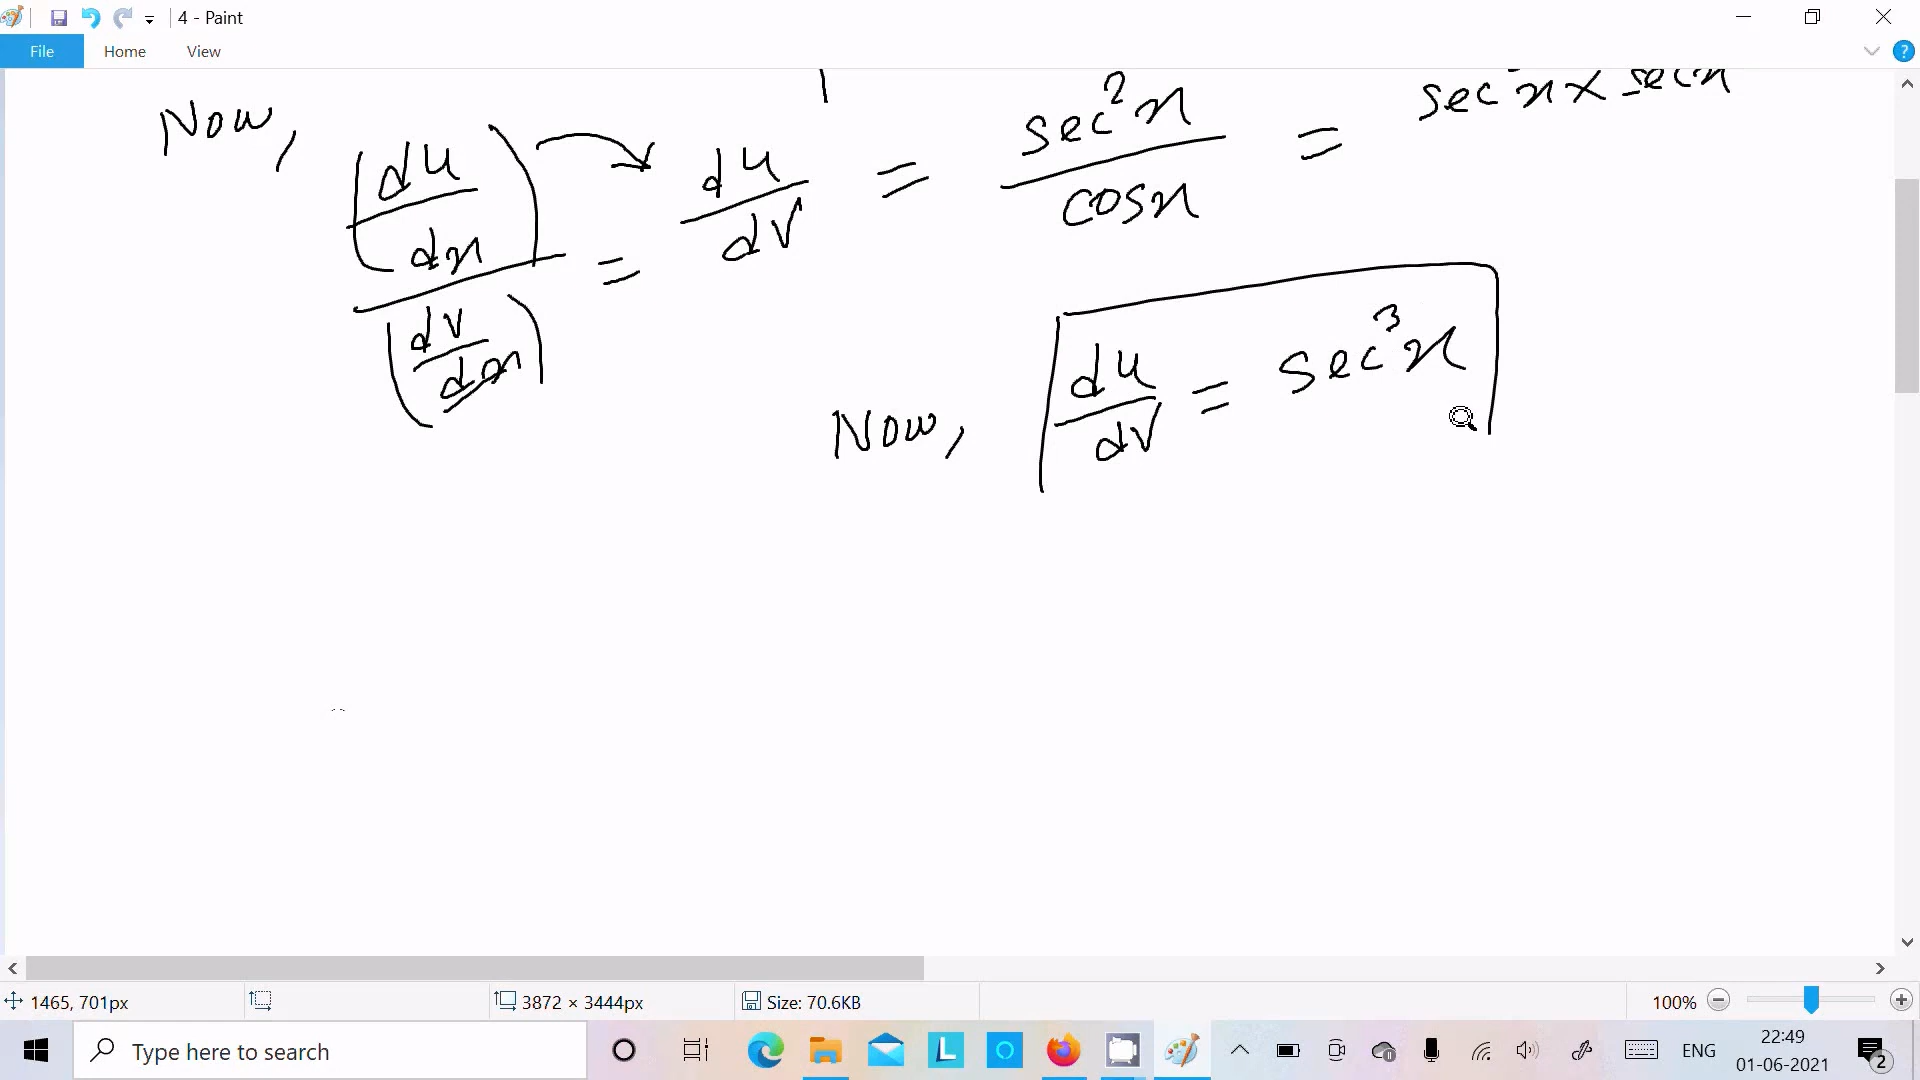 4 - Paint
File Home View
sec²x × secx
Now, (du/dx)/(dv/dx) = du/dv = sec²x/cosx =
Now, du/dv = sec³x
1465, 701px
3872 × 3444px
Size: 70.6KB
100%
Type here to search
ENG
22:49
01-06-2021
2